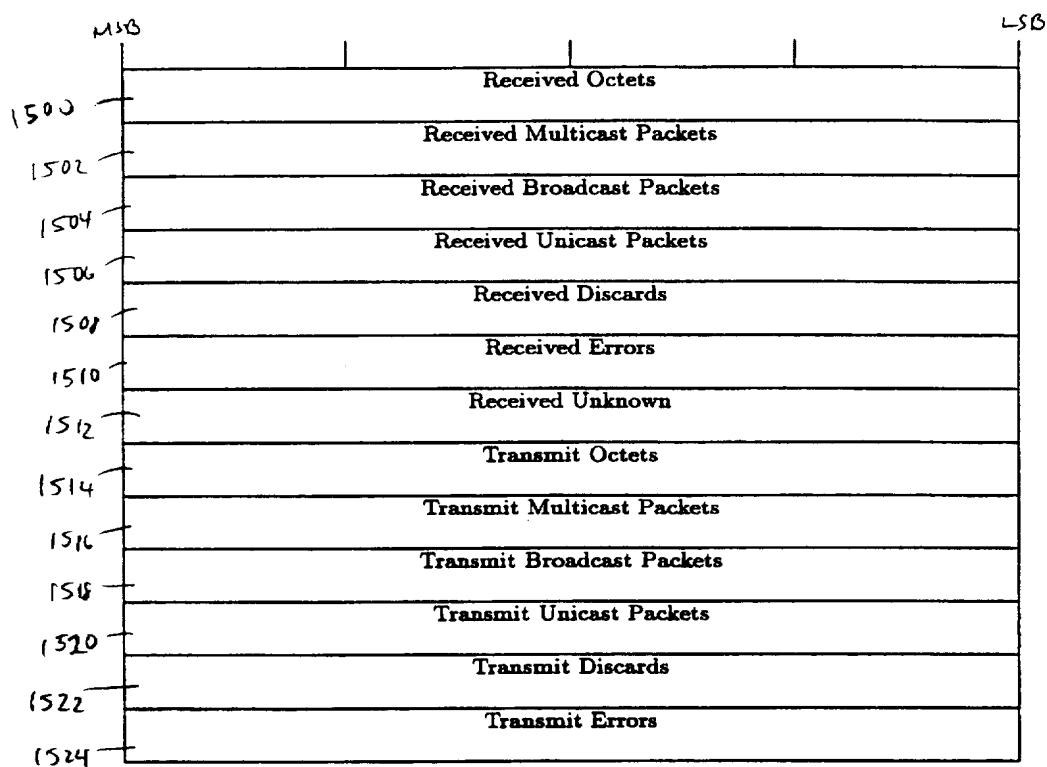 MSB LSB
Received Octets
1500
Received Multicast Packets
1502
Received Broadcast Packets
1504
Received Unicast Packets
1506
Received Discards
1508
Received Errors
1510
Received Unknown
1512
Transmit Octets
1514
Transmit Multicast Packets
1516
Transmit Broadcast Packets
1518
Transmit Unicast Packets
1520
Transmit Discards
1522
Transmit Errors
1524